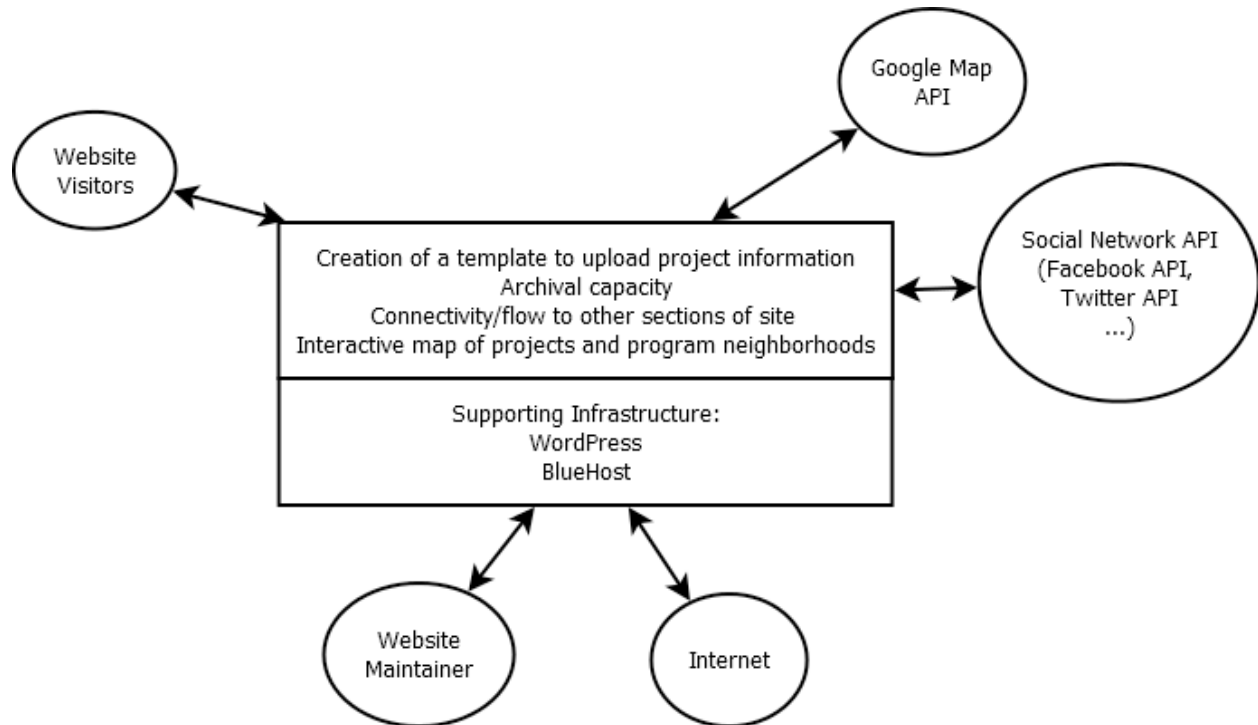 Google Map
API
Website
Visitors
Social Network API
(Facebook API,
Twitter API
...)
Creation of a template to upload project information
Archival capacity
Connectivity/flow to other sections of site
Interactive map of projects and program neighborhoods
Supporting Infrastructure:
WordPress
BlueHost
Website
Maintainer
Internet